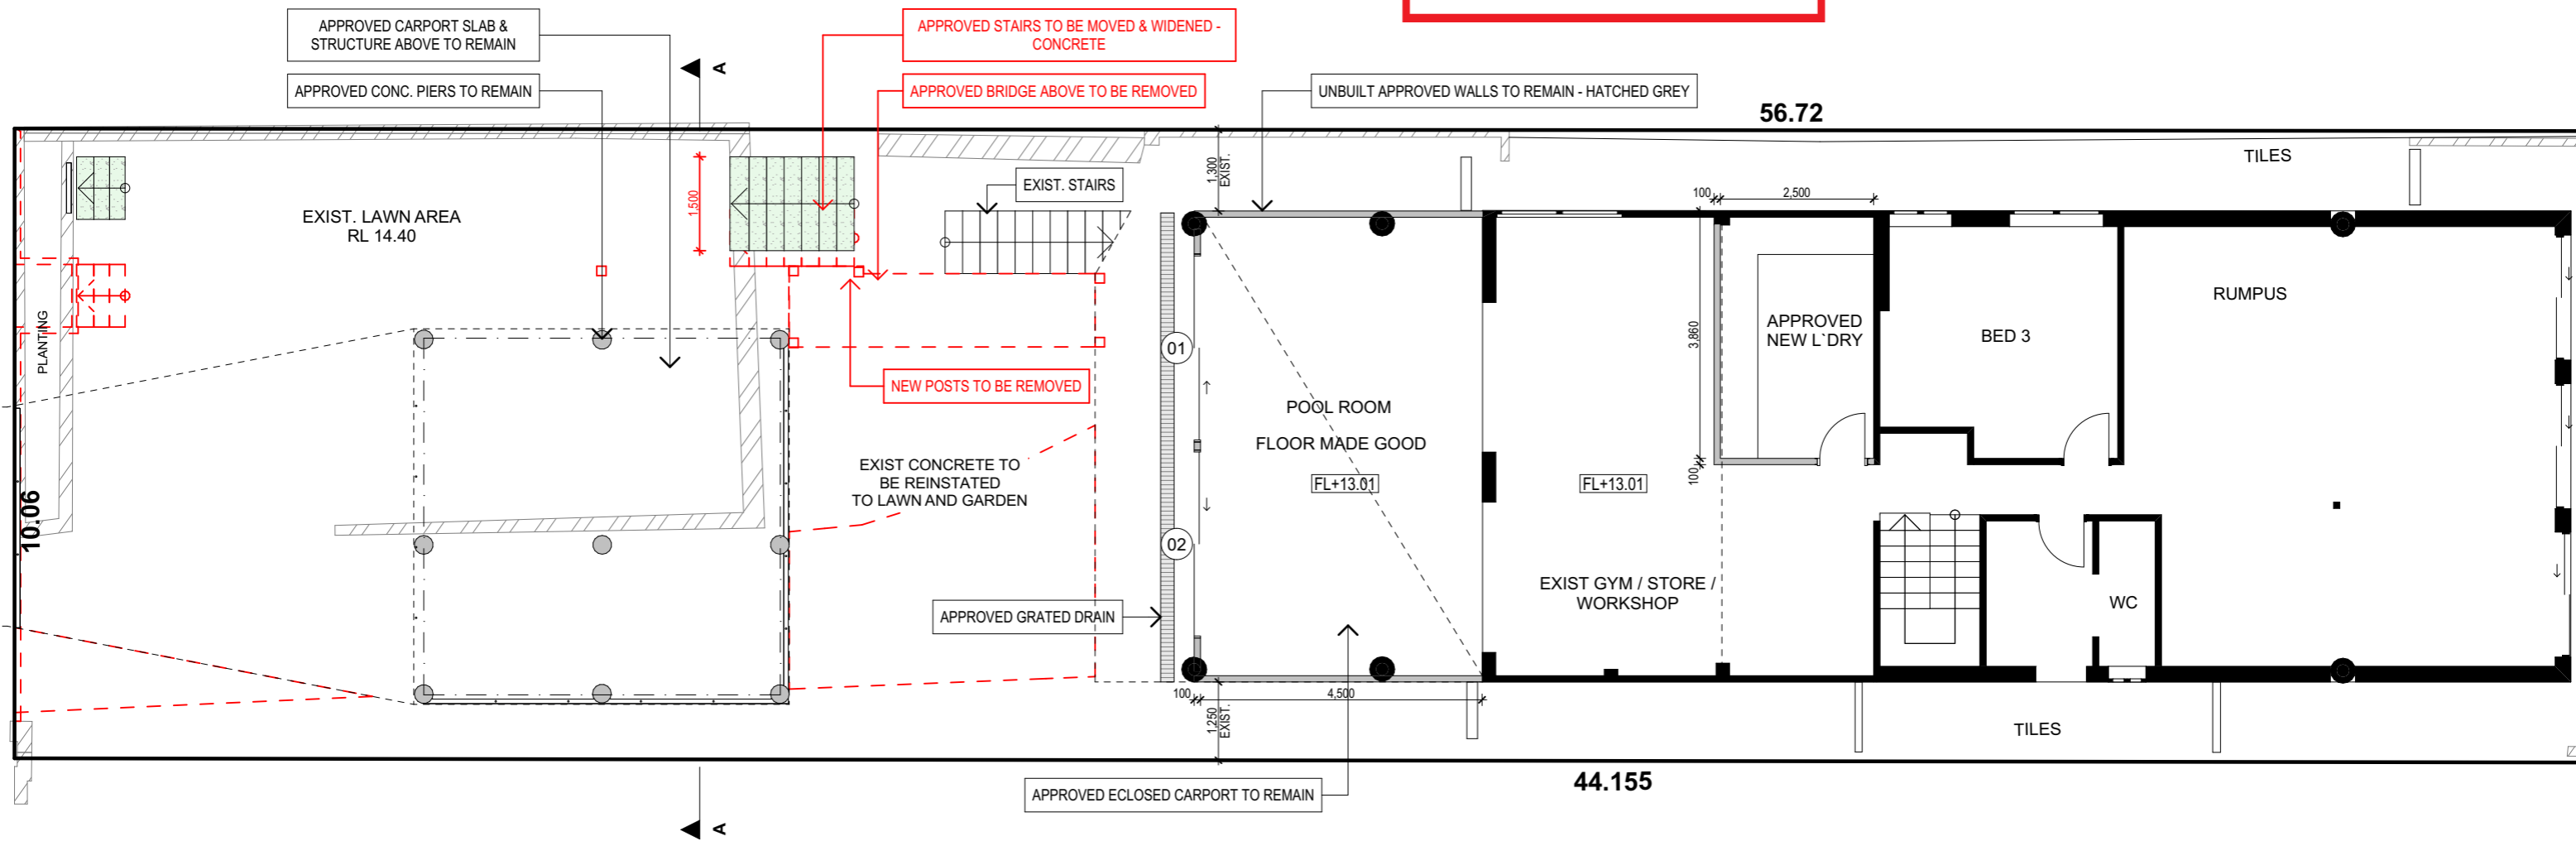 APPROVED CARPORT SLAB &
STRUCTURE ABOVE TO REMAIN
APPROVED STAIRS TO BE MOVED & WIDENED -
CONCRETE
A
APPROVED CONC. PIERS TO REMAIN
APPROVED BRIDGE ABOVE TO BE REMOVED
UNBUILT APPROVED WALLS TO REMAIN - HATCHED GREY
56.72
TILES
1,300
EXIST.
EXIST. STAIRS
100
2,500
1,500
EXIST. LAWN AREA
RL 14.40
RUMPUS
PLANTING
APPROVED
NEW L`DRY
BED 3
3,860
01
NEW POSTS TO BE REMOVED
POOL ROOM
FLOOR MADE GOOD
EXIST CONCRETE TO
BE REINSTATED
TO LAWN AND GARDEN
FL+13.01
FL+13.01
100
10.06
02
EXIST GYM / STORE /
WORKSHOP
WC
APPROVED GRATED DRAIN
100
4,500
1,250
EXIST.
TILES
44.155
APPROVED ECLOSED CARPORT TO REMAIN
A